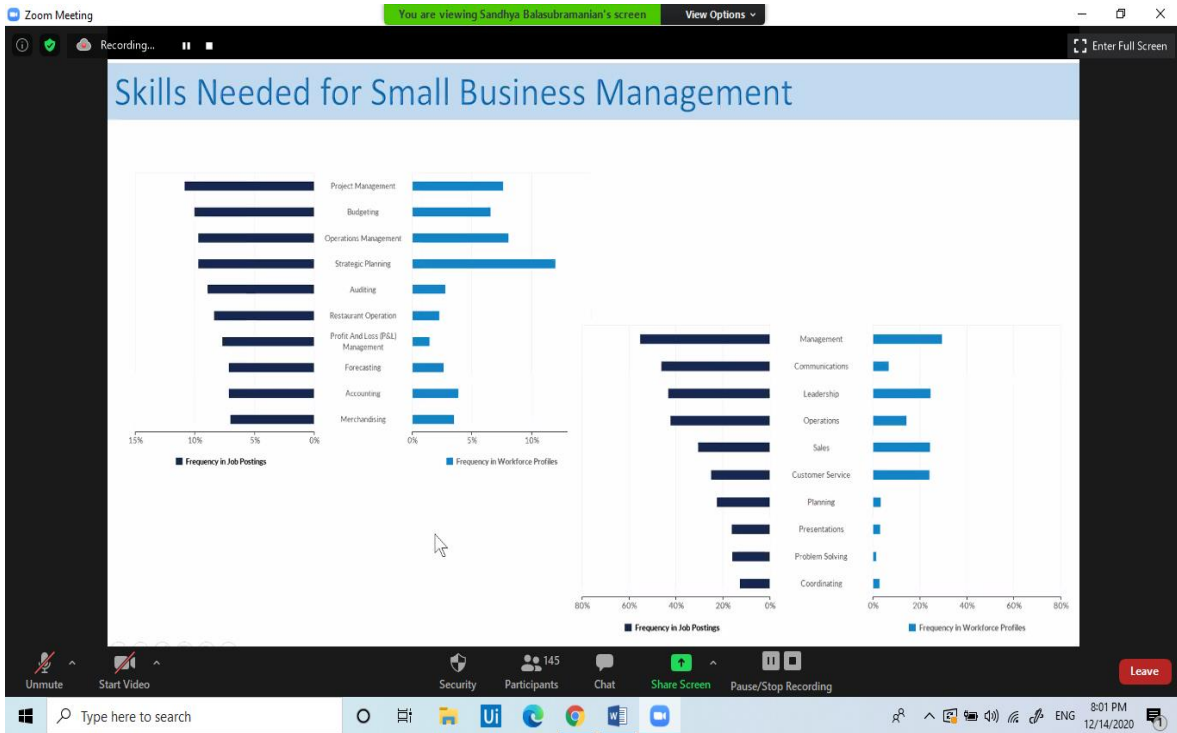 Zoom Meeting
You are viewing Sandhya Balasubramanian's screen
View Options
Recording...
Enter Full Screen
Skills Needed for Small Business Management
Project Management
Budgeting
Operations Management
Strategic Planning
Auditing
Restaurant Operation
Profit And Loss (P&L)
Management
Forecasting
Accounting
Merchandising
15% 10% 5% 0% 0% 5% 10%
Frequency in Job Postings Frequency in Workforce Profiles
Management
Communications
Leadership
Operations
Sales
Customer Service
Planning
Presentations
Problem Solving
Coordinating
80% 60% 40% 20% 0% 0% 20% 40% 60% 80%
Frequency in Job Postings Frequency in Workforce Profiles
145
Unmute Start Video Security Participants Chat Share Screen Pause/Stop Recording
Leave
Type here to search
Ui
W
ENG
8:01 PM
12/14/2020
1